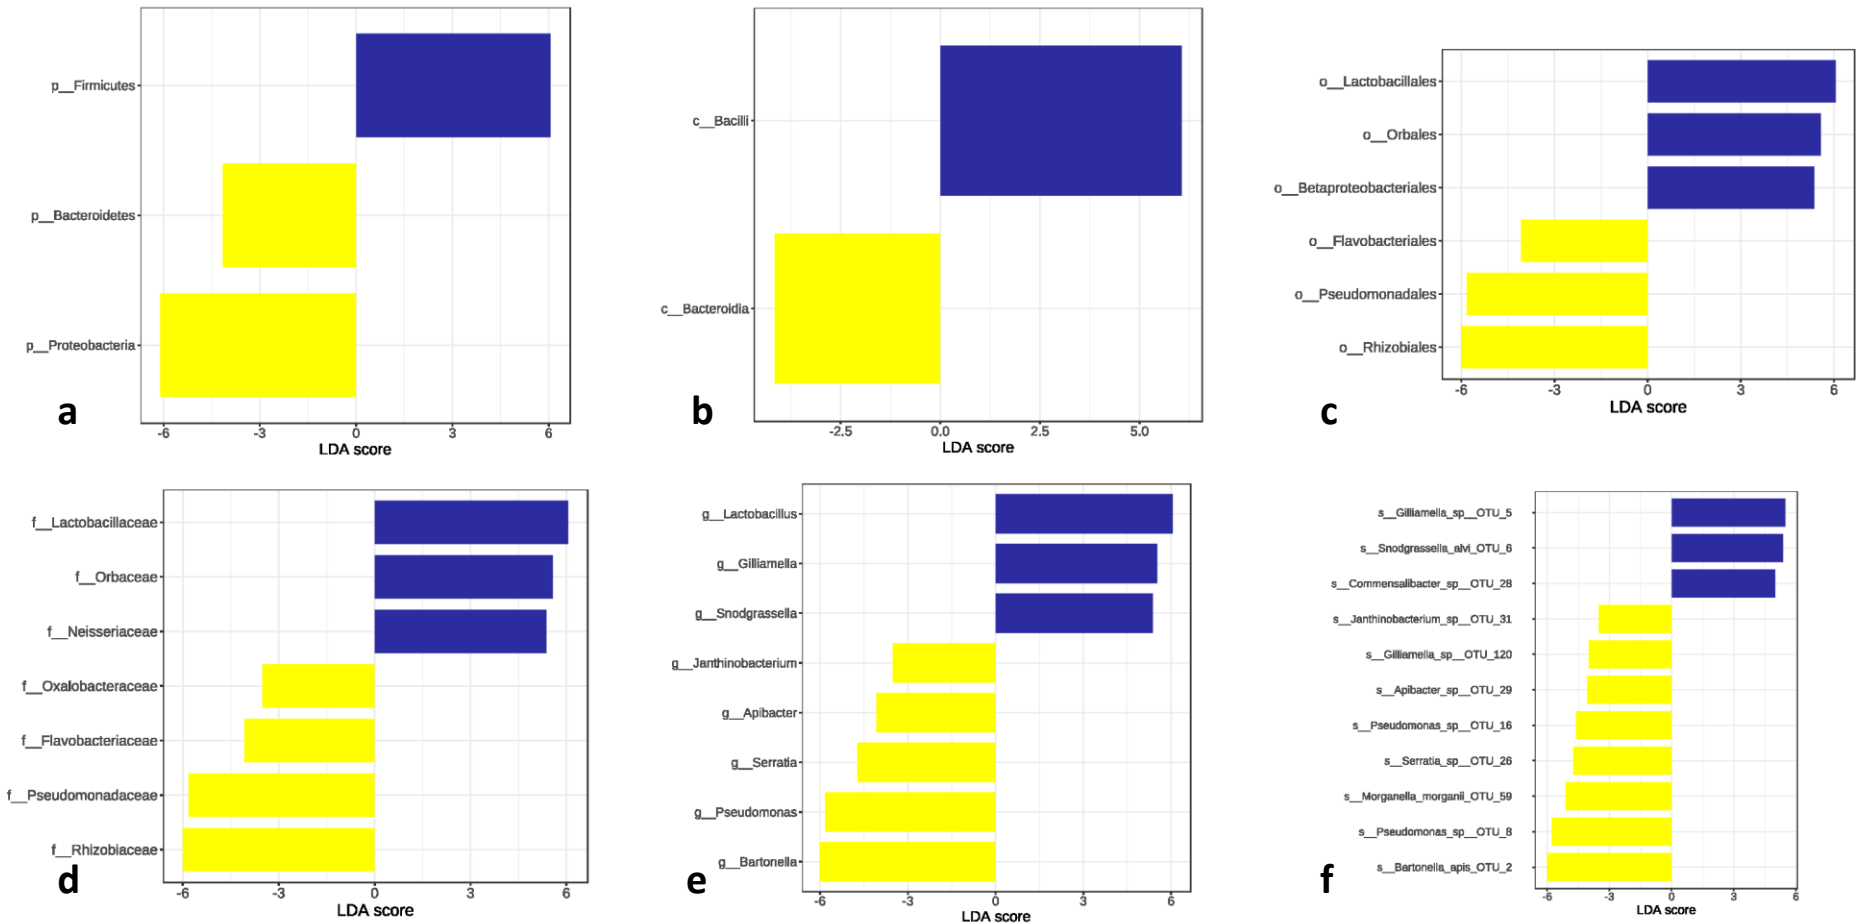 p__Firmicutes
p__Bacteroidetes
p__Proteobacteria
-6 -3 0 3 6
LDA score
a
c__Bacilli
c__Bacteroidia
-2.5 0.0 2.5 5.0
LDA score
b
o__Lactobacillales
o__Orbales
o__Betaproteobacteriales
o__Flavobacteriales
o__Pseudomonadales
o__Rhizobiales
-6 -3 0 3 6
LDA score
c
f__Lactobacillaceae
f__Orbaceae
f__Neisseriaceae
f__Oxalobacteraceae
f__Flavobacteriaceae
f__Pseudomonadaceae
f__Rhizobiaceae
-6 -3 0 3 6
LDA score
d
g__Lactobacillus
g__Gilliamella
g__Snodgrassella
g__Janthinobacterium
g__Apibacter
g__Serratia
g__Pseudomonas
g__Bartonella
-6 -3 0 3 6
LDA score
e
s__Gilliamella_sp__OTU_5
s__Snodgrassella_alvi_OTU_6
s__Commensalibacter_sp__OTU_28
s__Janthinobacterium_sp__OTU_31
s__Gilliamella_sp__OTU_120
s__Apibacter_sp__OTU_29
s__Pseudomonas_sp__OTU_16
s__Serratia_sp__OTU_26
s__Morganella_morganii_OTU_59
s__Pseudomonas_sp__OTU_8
s__Bartonella_apis_OTU_2
-6 -3 0 3 6
LDA score
f